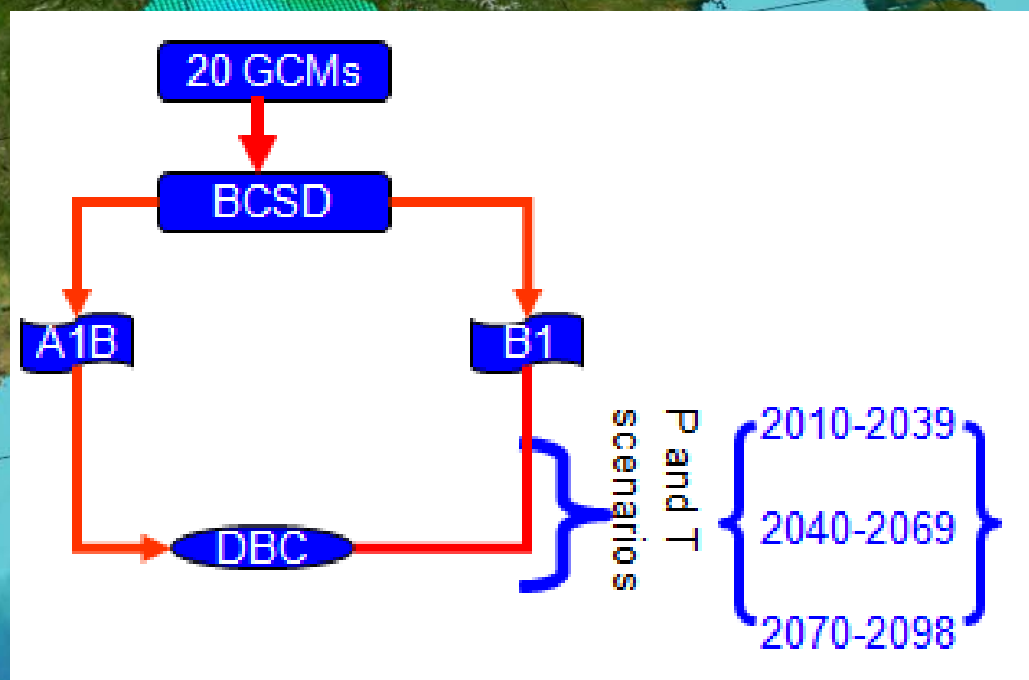 20 GCMs
BCSD
A1B
B1
DBC
P and T
scenarios
2010-2039
2040-2069
2070-2098